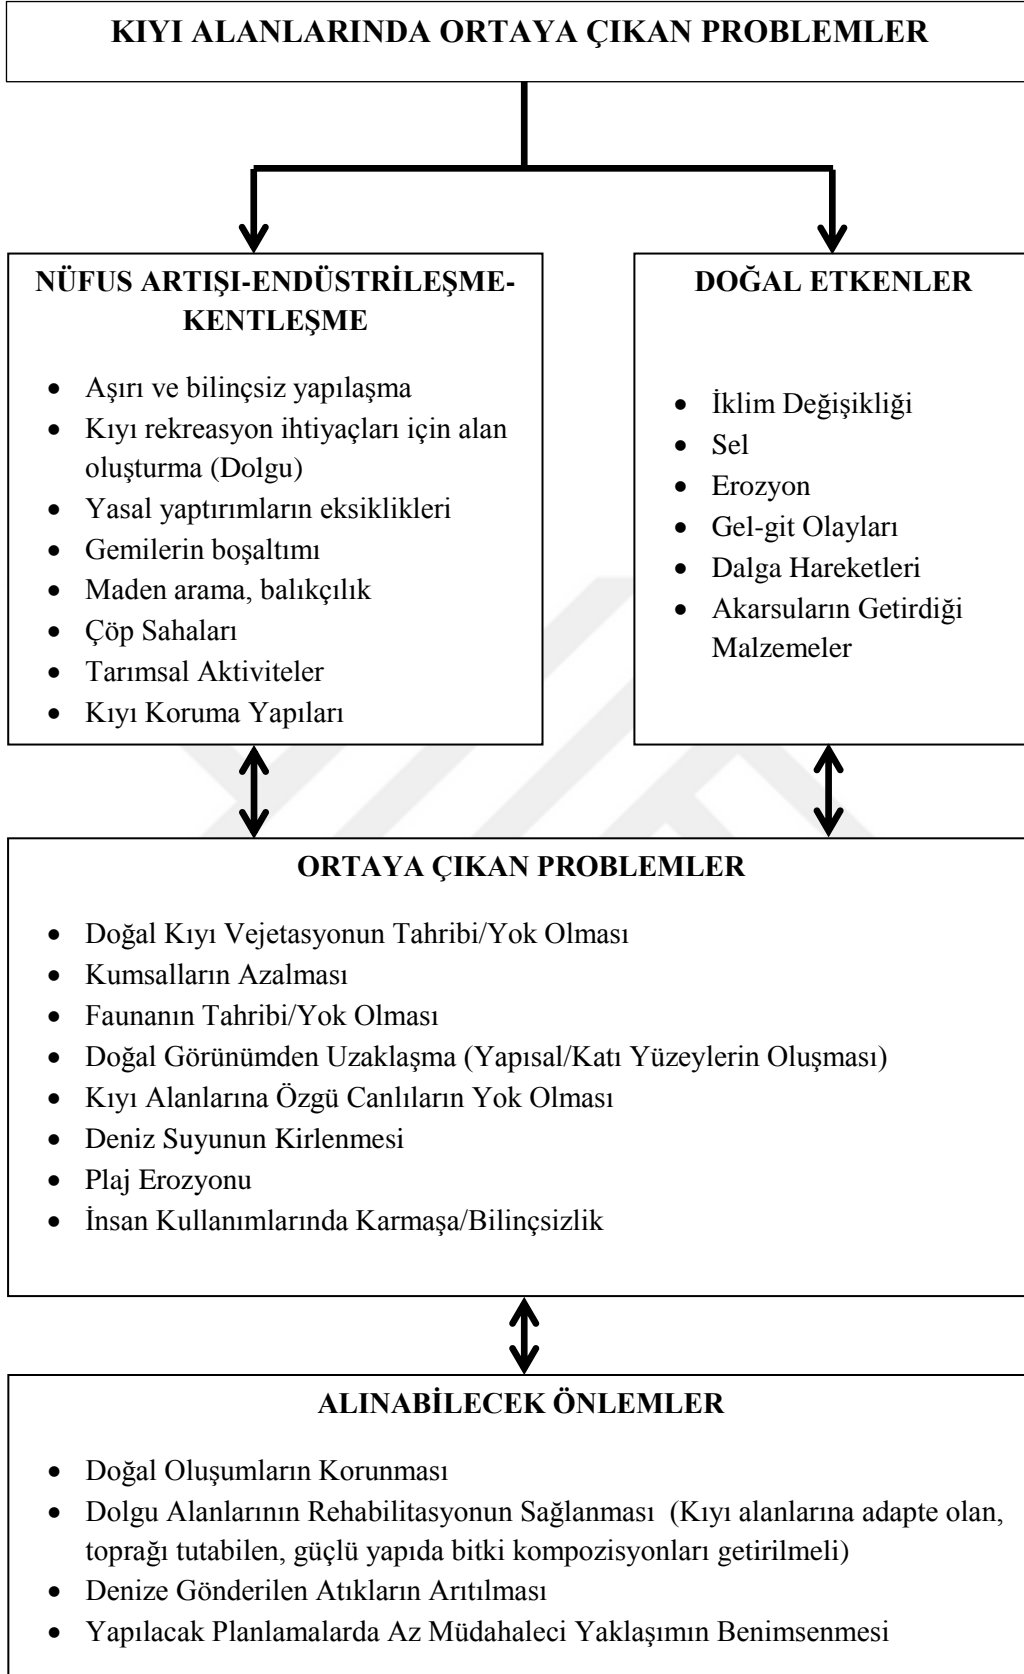 KIYI ALANLARINDA ORTAYA ÇIKAN PROBLEMLER
NÜFUS ARTIŞI-ENDÜSTRİLEŞME-
KENTLEŞME
• Aşırı ve bilinçsiz yapılaşma
• Kıyı rekreasyon ihtiyaçları için alan
oluşturma (Dolgu)
• Yasal yaptırımların eksiklikleri
• Gemilerin boşaltımı
• Maden arama, balıkçılık
• Çöp Sahaları
• Tarımsal Aktiviteler
• Kıyı Koruma Yapıları
DOĞAL ETKENLER
• İklim Değişikliği
• Sel
• Erozyon
• Gel-git Olayları
• Dalga Hareketleri
• Akarsuların Getirdiği
Malzemeler
ORTAYA ÇIKAN PROBLEMLER
• Doğal Kıyı Vejetasyonun Tahribi/Yok Olması
• Kumsalların Azalması
• Faunanın Tahribi/Yok Olması
• Doğal Görünümden Uzaklaşma (Yapısal/Katı Yüzeylerin Oluşması)
• Kıyı Alanlarına Özgü Canlıların Yok Olması
• Deniz Suyunun Kirlenmesi
• Plaj Erozyonu
• İnsan Kullanımlarında Karmaşa/Bilinçsizlik
ALINABİLECEK ÖNLEMLER
• Doğal Oluşumların Korunması
• Dolgu Alanlarının Rehabilitasyonun Sağlanması (Kıyı alanlarına adapte olan,
toprağı tutabilen, güçlü yapıda bitki kompozisyonları getirilmeli)
• Denize Gönderilen Atıkların Arıtılması
• Yapılacak Planlamalarda Az Müdahaleci Yaklaşımın Benimsenmesi